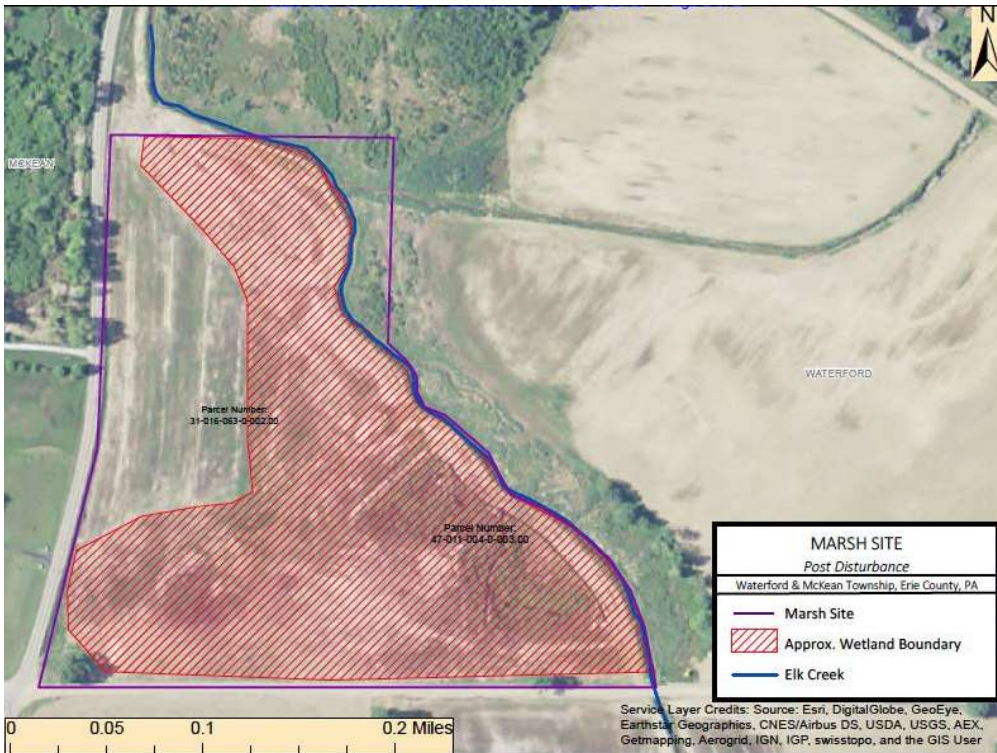 N
MCKEAN
WATERFORD
Parcel Number:
31-016-063-0-002.00
Parcel Number:
47-011-004-0-003.00
MARSH SITE
Post Disturbance
Waterford & McKean Township, Erie County, PA
Marsh Site
Approx. Wetland Boundary
Elk Creek
0 0.05 0.1 0.2 Miles
Service Layer Credits: Source: Esri, DigitalGlobe, GeoEye,
Earthstar Geographics, CNES/Airbus DS, USDA, USGS, AEX,
Getmapping, Aerogrid, IGN, IGP, swisstopo, and the GIS User